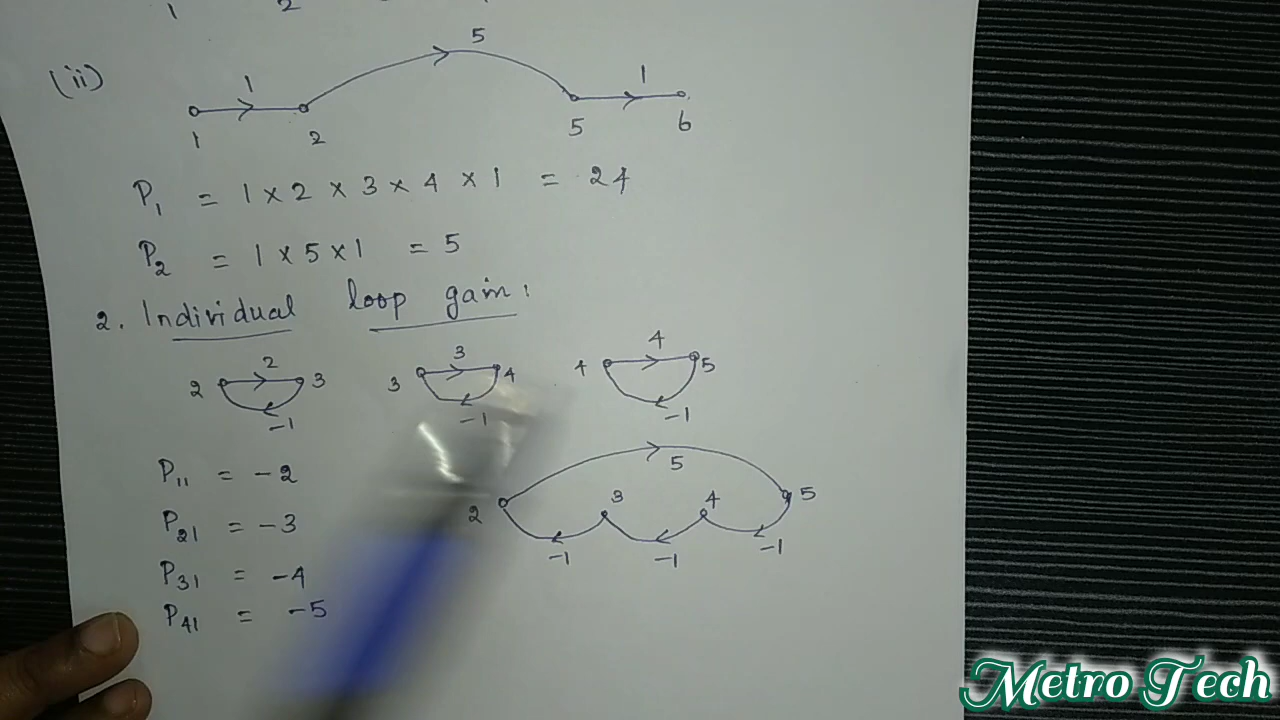 1 2
(ii)
1 5 1
1 2 5 6
P₁ = 1 × 2 × 3 × 4 × 1 = 24
P₂ = 1 × 5 × 1 = 5
2. Individual loop gain:
2 2 3 -1
3 3 4 -1
4 4 5 -1
P₁₁ = -2
P₂₁ = -3
P₃₁ = -4
P₄₁ = -5
5
2 3 4 5
-1 -1 -1
Metro Tech